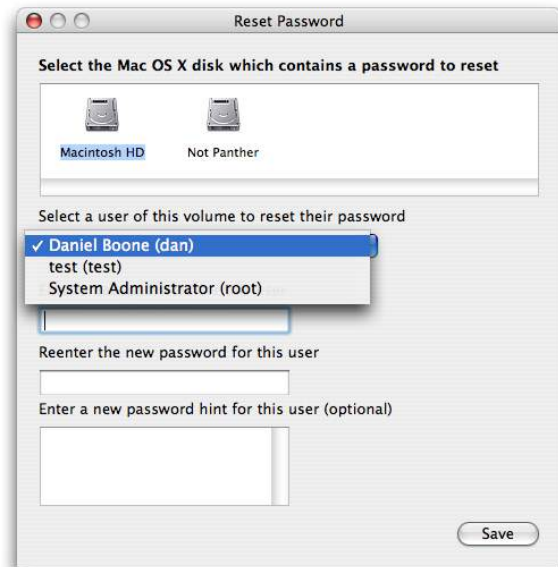 Reset Password
Select the Mac OS X disk which contains a password to reset
Macintosh HD
Not Panther
Select a user of this volume to reset their password
✓ Daniel Boone (dan)
test (test)
System Administrator (root)
Reenter the new password for this user
Enter a new password hint for this user (optional)
Save